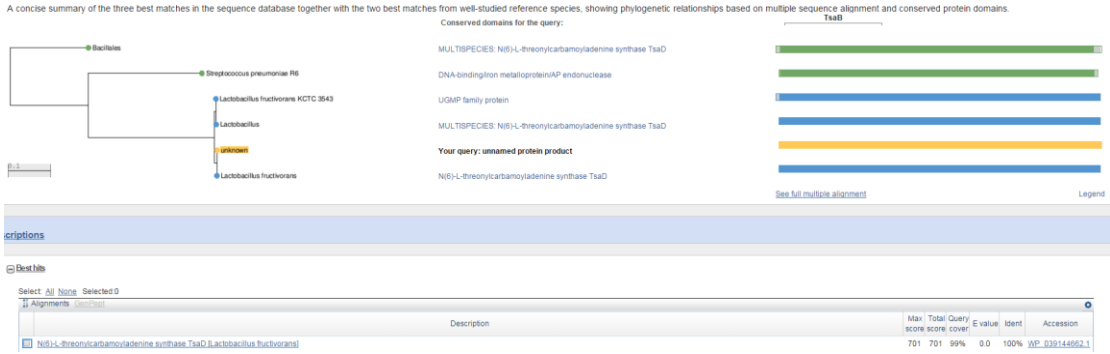 A concise summary of the three best matches in the sequence database together with the two best matches from well-studied reference species, showing phylogenetic relationships based on multiple sequence alignment and conserved protein domains.
Conserved domains for the query:
TsaB
Bacillales
MULTISPECIES: N(6)-L-threonylcarbamoyladenine synthase TsaD
Streptococcus pneumoniae R6
DNA-binding/iron metalloprotein/AP endonuclease
Lactobacillus fructivorans KCTC 3543
UGMP family protein
Lactobacillus
MULTISPECIES: N(6)-L-threonylcarbamoyladenine synthase TsaD
unknown
Your query: unnamed protein product
0.1
Lactobacillus fructivorans
N(6)-L-threonylcarbamoyladenine synthase TsaD
See full multiple alignment
Legend
scriptions
Best hits
Select: All None Selected:0
Alignments GenPept
Description
Max score
Total score
Query cover
E value
Ident
Accession
N(6)-L-threonylcarbamoyladenine synthase TsaD [Lactobacillus fructivorans]
701 701 99% 0.0 100% WP_039144662.1